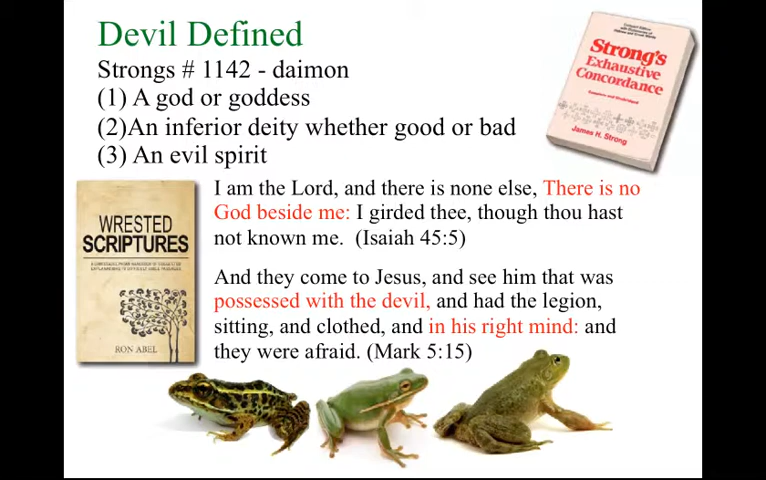 Devil Defined
Strongs # 1142 - daimon
(1) A god or goddess
(2)An inferior deity whether good or bad
(3) An evil spirit
Strong's
Exhaustive
Concordance
James H. Strong
I am the Lord, and there is none else, There is no
God beside me: I girded thee, though thou hast
not known me. (Isaiah 45:5)
And they come to Jesus, and see him that was
possessed with the devil, and had the legion,
sitting, and clothed, and in his right mind: and
they were afraid. (Mark 5:15)
WRESTED
SCRIPTURES
RON ABEL